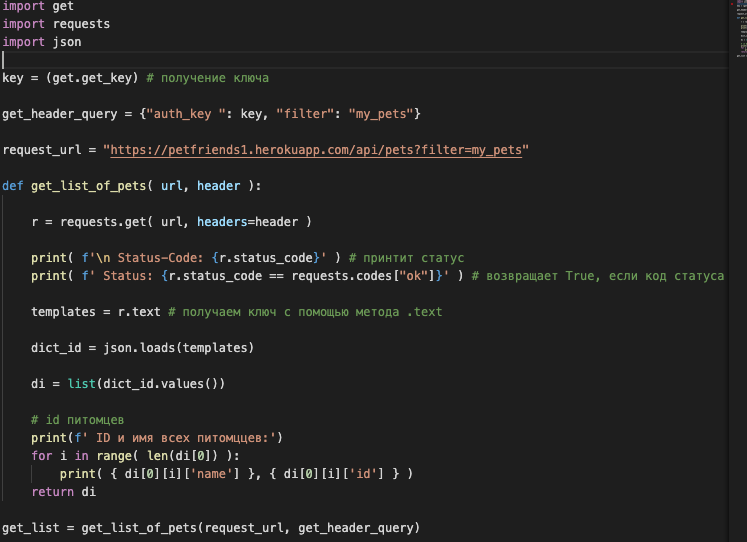 import get
import requests
import json
key = (get.get_key) # получение ключа
get_header_query = {"auth_key ": key, "filter": "my_pets"}
request_url = "https://petfriends1.herokuapp.com/api/pets?filter=my_pets"
def get_list_of_pets( url, header ):
r = requests.get( url, headers=header )
print( f'\n Status-Code: {r.status_code}' ) # принтит статус
print( f' Status: {r.status_code == requests.codes["ok"]}' ) # возвращает True, если код статуса
templates = r.text # получаем ключ с помощью метода .text
dict_id = json.loads(templates)
di = list(dict_id.values())
# id питомцев
print(f' ID и имя всех питомццев:')
for i in range( len(di[0]) ):
print( { di[0][i]['name'] }, { di[0][i]['id'] } )
return di
get_list = get_list_of_pets(request_url, get_header_query)